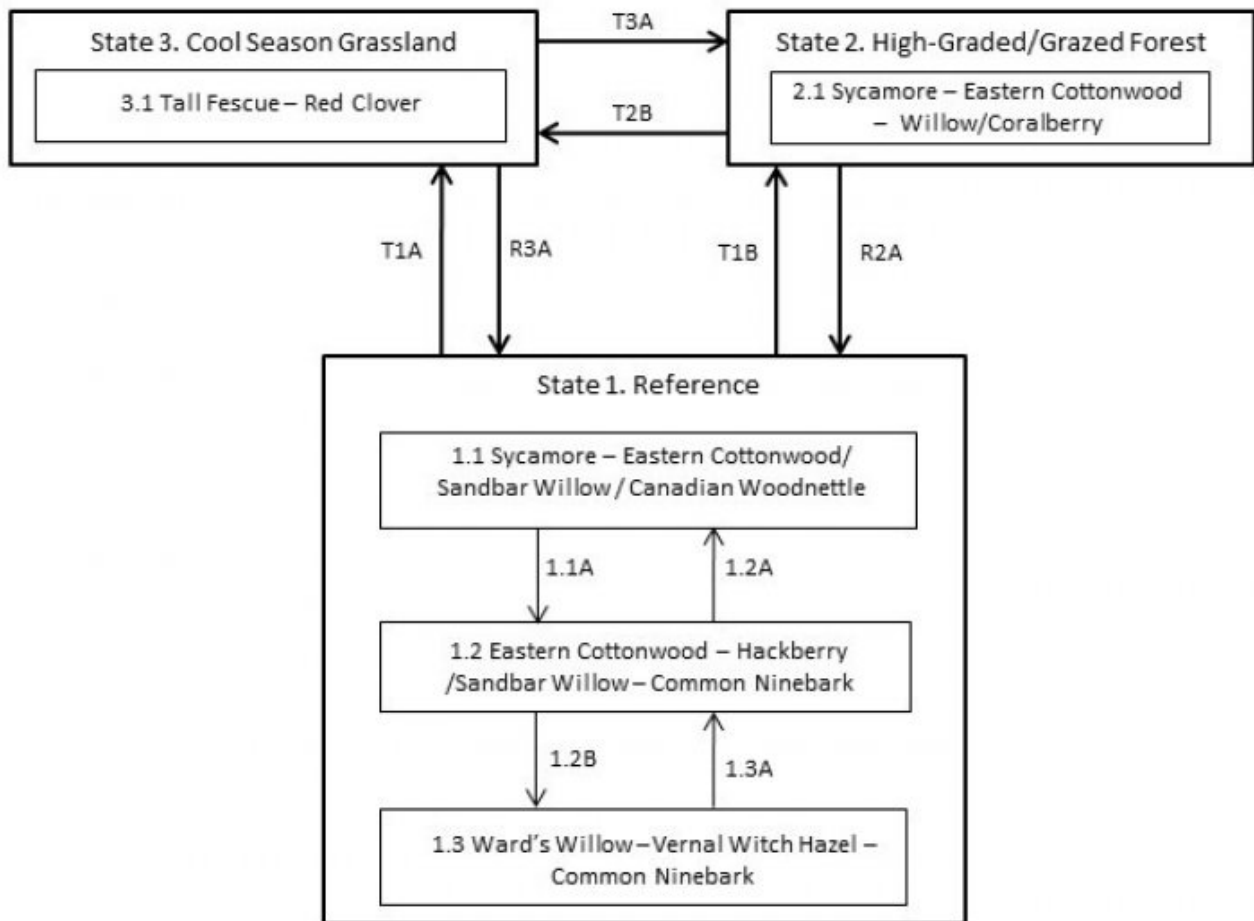 State 3. Cool Season Grassland
3.1 Tall Fescue – Red Clover
T3A
T2B
State 2. High-Graded/Grazed Forest
2.1 Sycamore – Eastern Cottonwood
– Willow/Coralberry
T1A
R3A
T1B
R2A
State 1. Reference
1.1 Sycamore – Eastern Cottonwood/
Sandbar Willow / Canadian Woodnettle
1.1A
1.2A
1.2 Eastern Cottonwood – Hackberry
/Sandbar Willow – Common Ninebark
1.2B
1.3A
1.3 Ward's Willow – Vernal Witch Hazel –
Common Ninebark